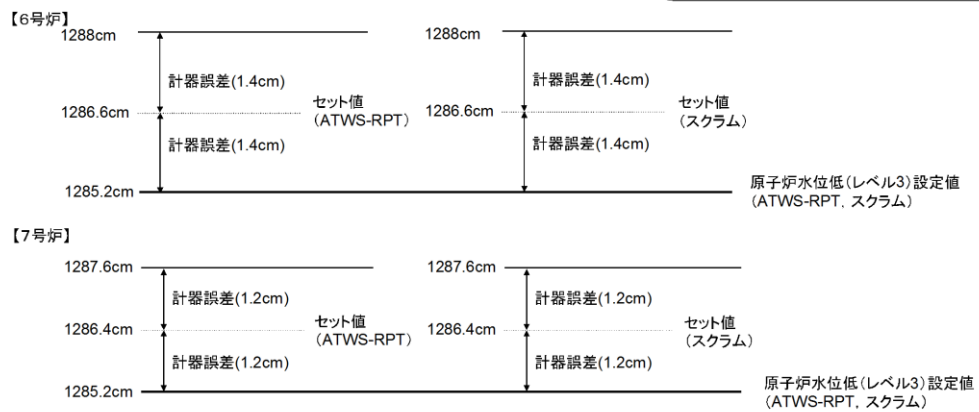 【6号炉】
1288cm
1288cm
計器誤差(1.4cm)
計器誤差(1.4cm)
1286.6cm
セット値
(ATWS-RPT)
1286.6cm
セット値
(スクラム)
計器誤差(1.4cm)
計器誤差(1.4cm)
1285.2cm
原子炉水位低(レベル3)設定値
(ATWS-RPT, スクラム)
【7号炉】
1287.6cm
1287.6cm
計器誤差(1.2cm)
計器誤差(1.2cm)
1286.4cm
セット値
(ATWS-RPT)
1286.4cm
セット値
(スクラム)
計器誤差(1.2cm)
計器誤差(1.2cm)
1285.2cm
原子炉水位低(レベル3)設定値
(ATWS-RPT, スクラム)